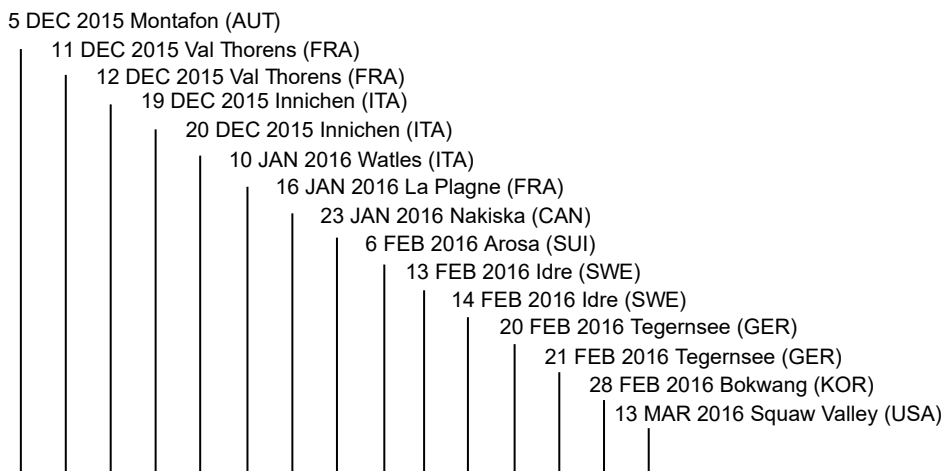 5 DEC 2015 Montafon (AUT)
11 DEC 2015 Val Thorens (FRA)
12 DEC 2015 Val Thorens (FRA)
19 DEC 2015 Innichen (ITA)
20 DEC 2015 Innichen (ITA)
10 JAN 2016 Watles (ITA)
16 JAN 2016 La Plagne (FRA)
23 JAN 2016 Nakiska (CAN)
6 FEB 2016 Arosa (SUI)
13 FEB 2016 Idre (SWE)
14 FEB 2016 Idre (SWE)
20 FEB 2016 Tegernsee (GER)
21 FEB 2016 Tegernsee (GER)
28 FEB 2016 Bokwang (KOR)
13 MAR 2016 Squaw Valley (USA)